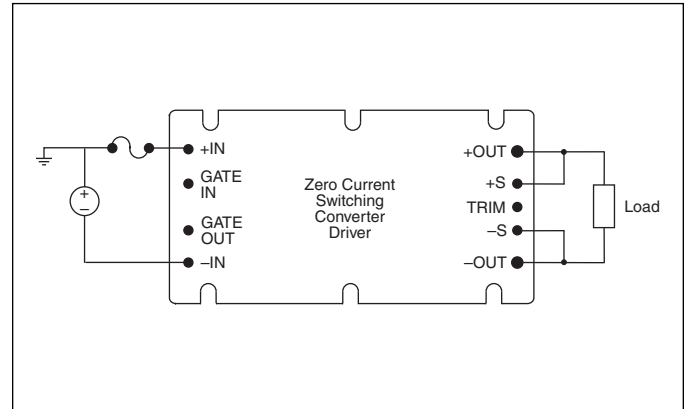 +IN
GATE
IN
GATE
OUT
–IN
+
–
Zero Current
Switching
Converter
Driver
+OUT
+S
TRIM
–S
–OUT
Load